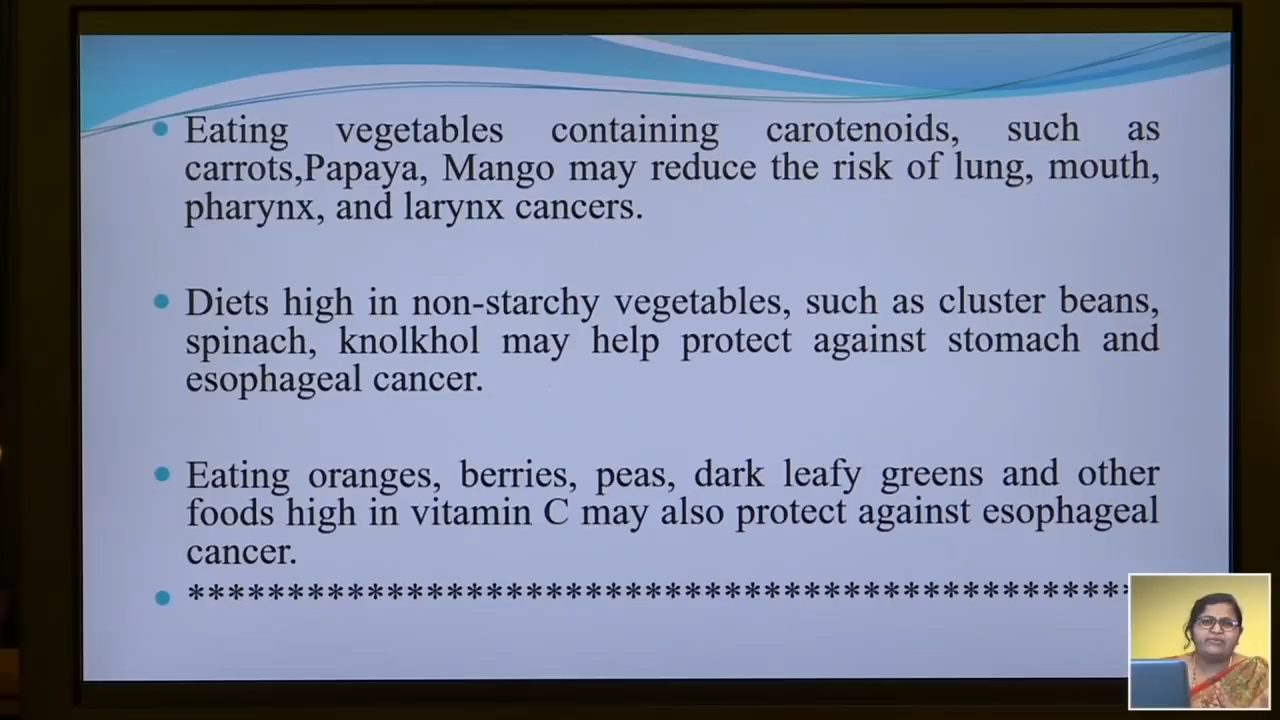 Eating vegetables containing carotenoids, such as
carrots,Papaya, Mango may reduce the risk of lung, mouth,
pharynx, and larynx cancers.
Diets high in non-starchy vegetables, such as cluster beans,
spinach, knolkhol may help protect against stomach and
esophageal cancer.
Eating oranges, berries, peas, dark leafy greens and other
foods high in vitamin C may also protect against esophageal
cancer.
***********************************************